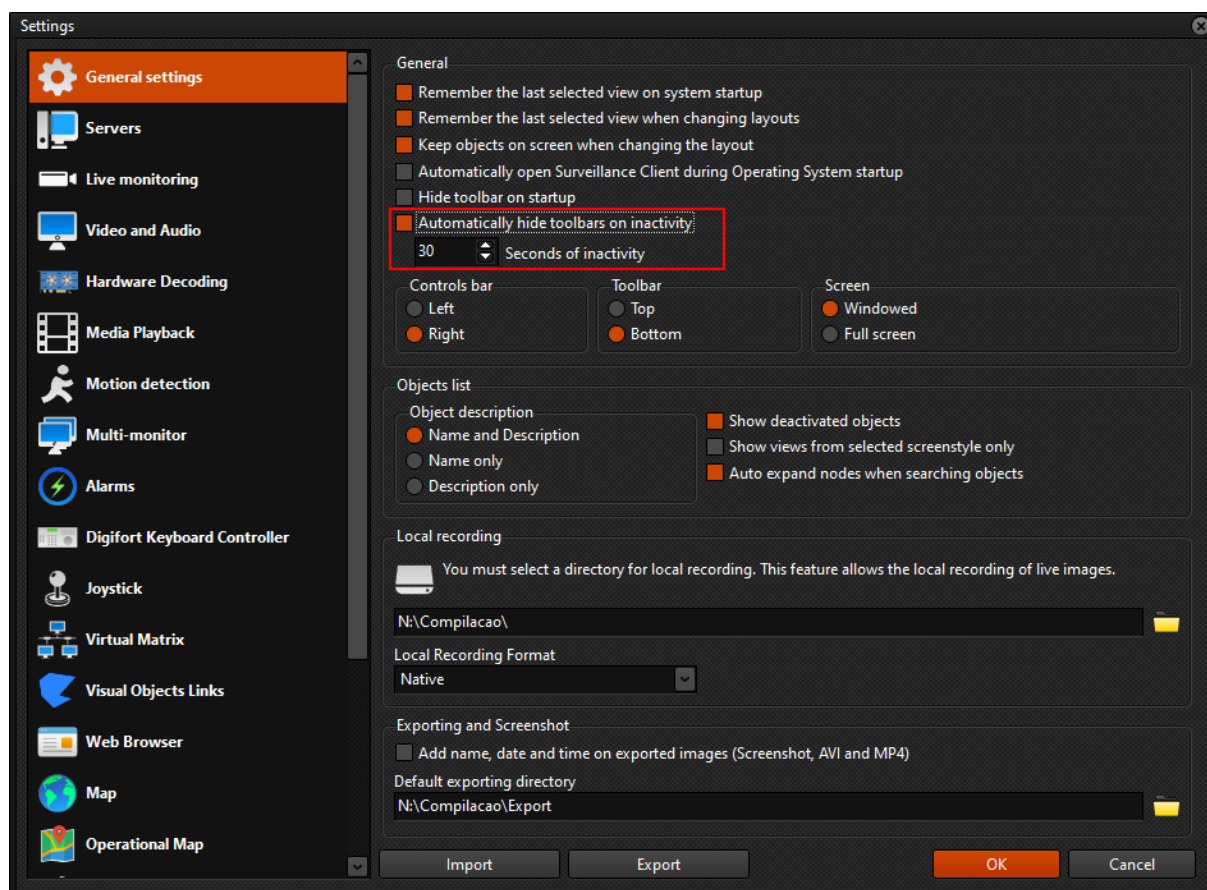 Settings
General settings
Servers
Live monitoring
Video and Audio
Hardware Decoding
Media Playback
Motion detection
Multi-monitor
Alarms
Digifort Keyboard Controller
Joystick
Virtual Matrix
Visual Objects Links
Web Browser
Map
Operational Map
General
Remember the last selected view on system startup
Remember the last selected view when changing layouts
Keep objects on screen when changing the layout
Automatically open Surveillance Client during Operating System startup
Hide toolbar on startup
Automatically hide toolbars on inactivity
30 Seconds of inactivity
Controls bar
Left
Right
Toolbar
Top
Bottom
Screen
Windowed
Full screen
Objects list
Object description
Name and Description
Name only
Description only
Show deactivated objects
Show views from selected screenstyle only
Auto expand nodes when searching objects
Local recording
You must select a directory for local recording. This feature allows the local recording of live images.
N:\Compilacao\
Local Recording Format
Native
Exporting and Screenshot
Add name, date and time on exported images (Screenshot, AVI and MP4)
Default exporting directory
N:\Compilacao\Export
Import Export OK Cancel